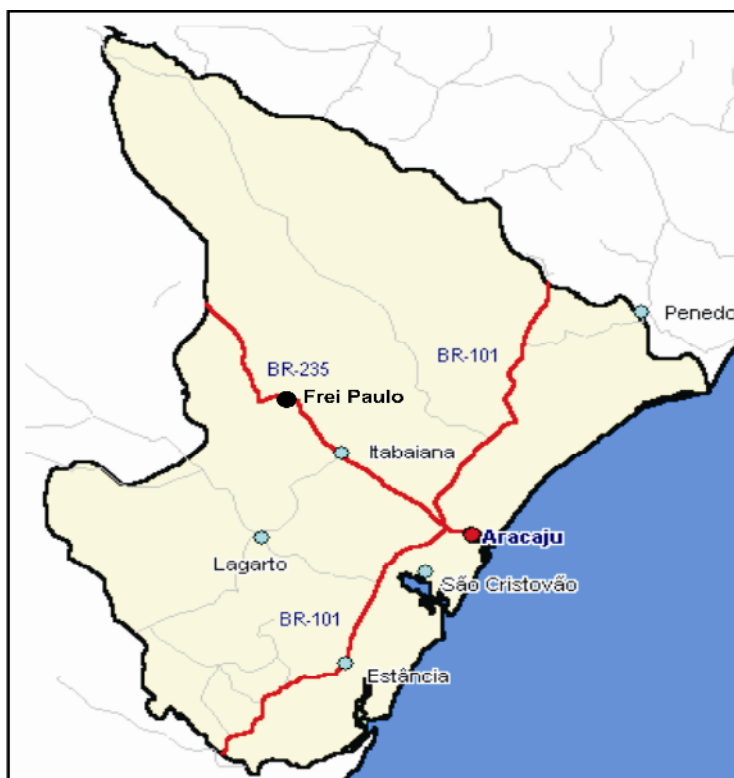 Penedo
BR-101
BR-235
Frei Paulo
Itabaiana
Aracaju
Lagarto
São Cristovão
BR-101
Estância